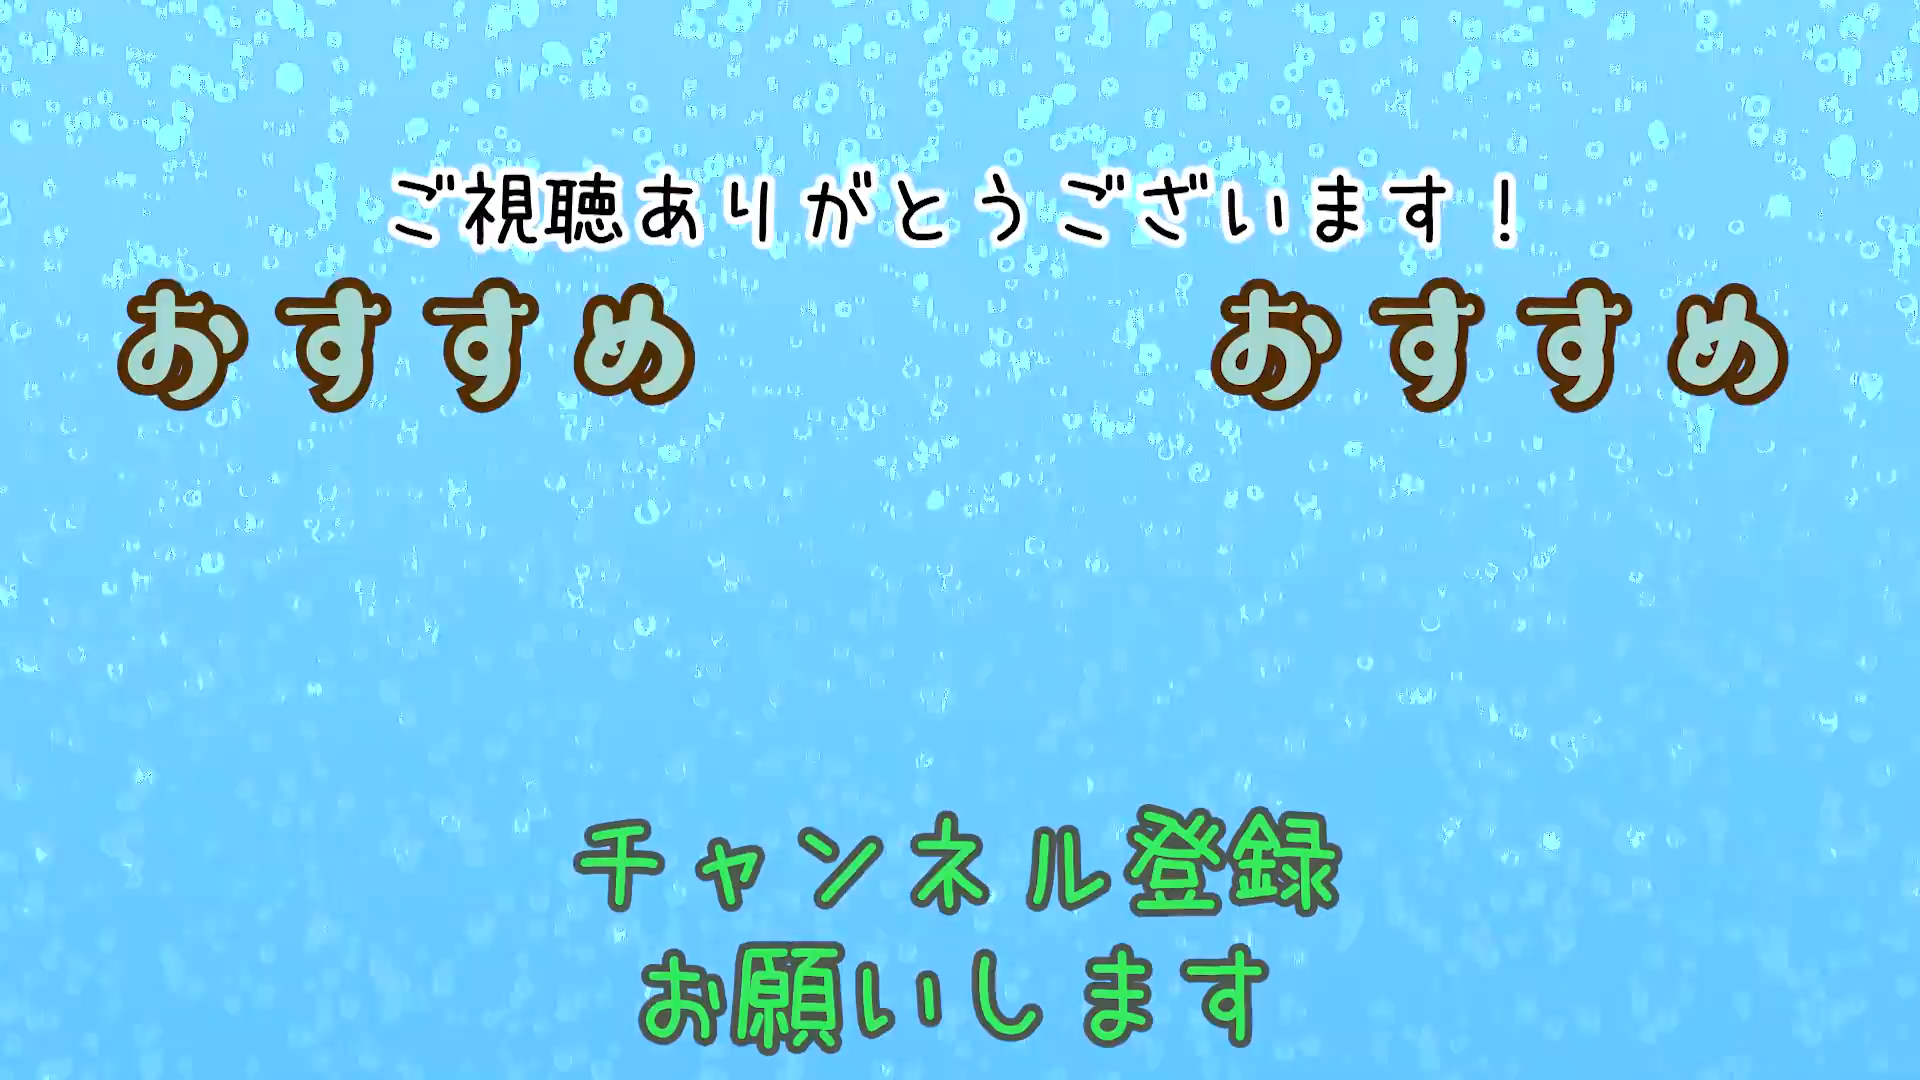 ご視聴ありがとうございます！
おすすめ おすすめ
チャンネル登録
お願いします